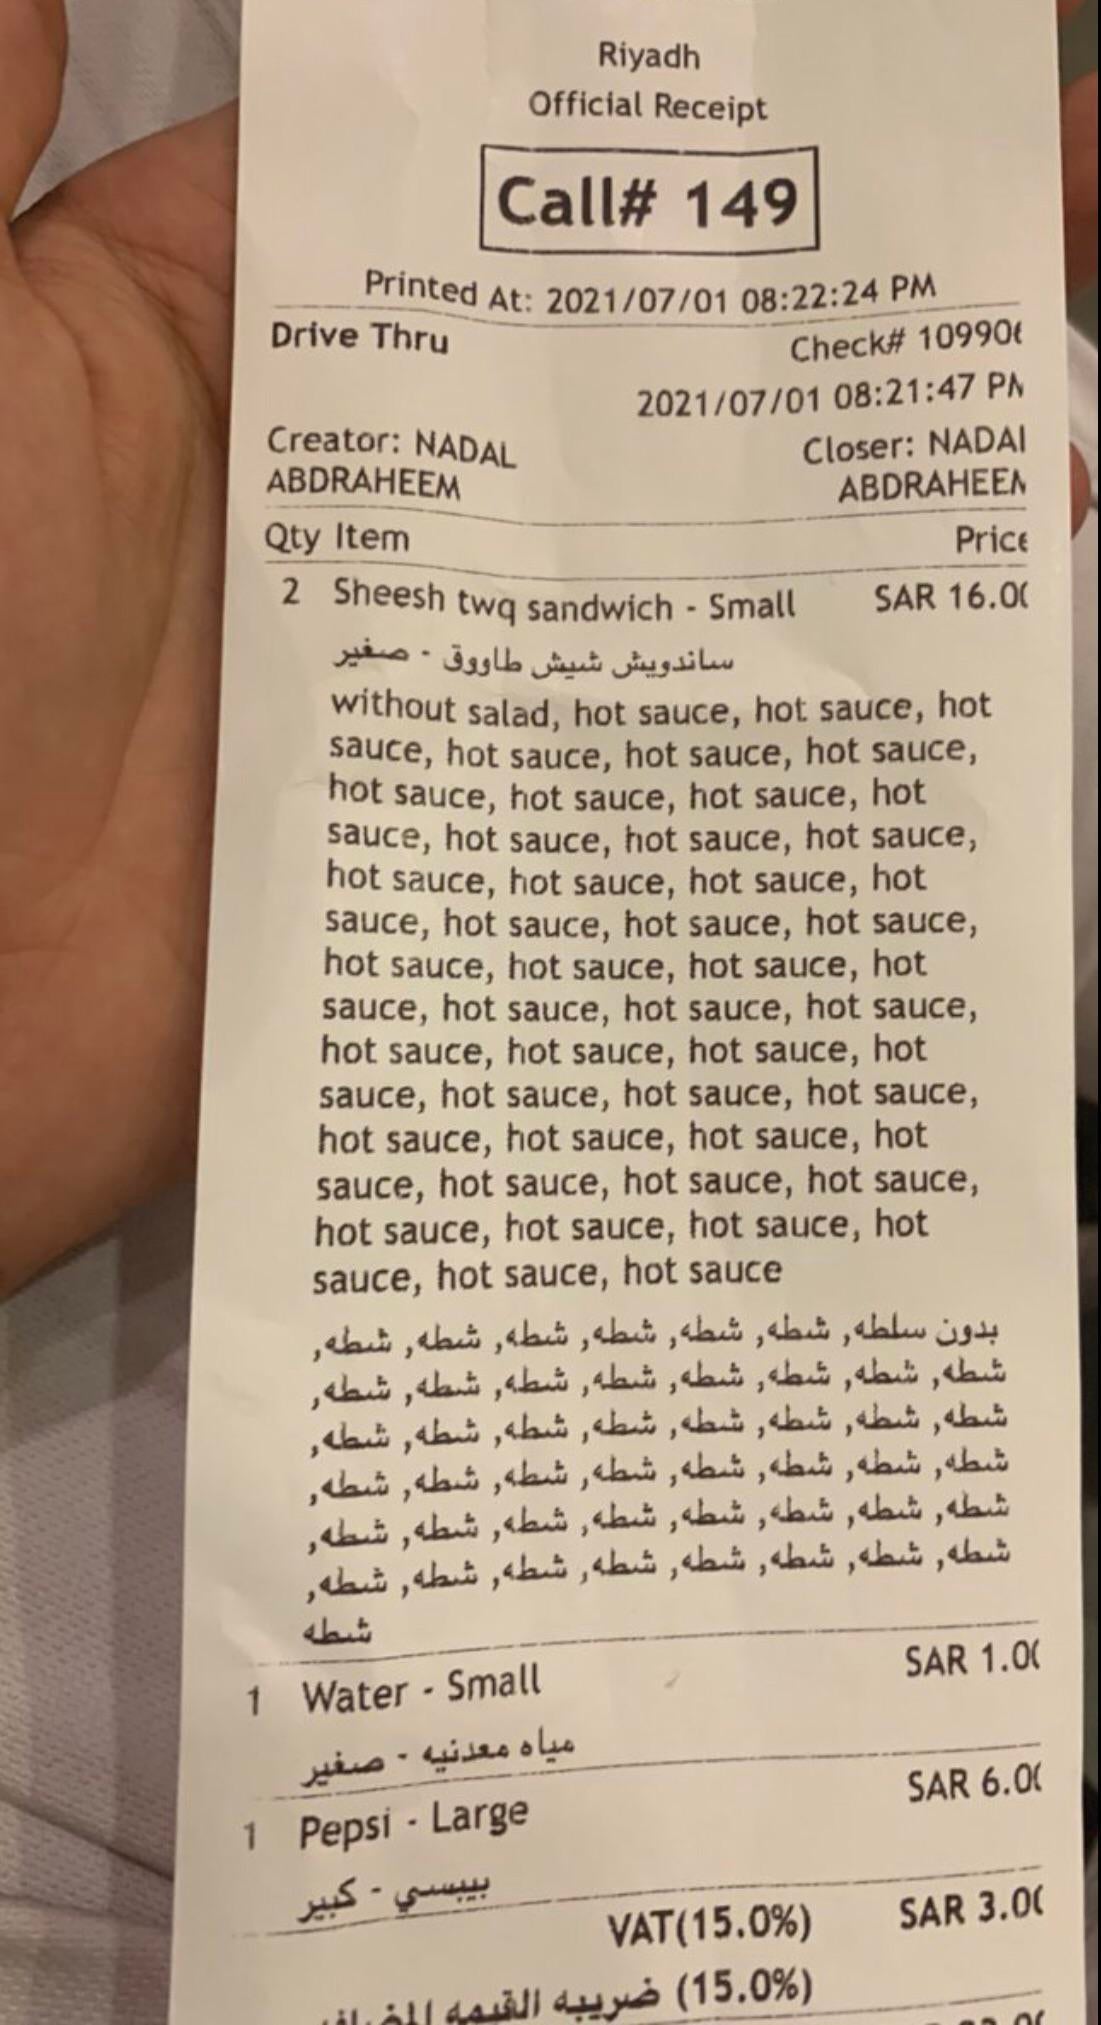 Riyadh
Official Receipt
Call# 149
Printed At: 2021/07/01 08:22:24 PM
Drive Thru Check# 10990
2021/07/01 08:21:47 PM
Creator: NADAL Closer: NADAL
ABDRAHEEM ABDRAHEEM
Qty Item Price
2 Sheesh twq sandwich - Small SAR 16.00
ساندويش شيش طاووق - صغير
without salad, hot sauce, hot sauce, hot
sauce, hot sauce, hot sauce, hot sauce,
hot sauce, hot sauce, hot sauce, hot
sauce, hot sauce, hot sauce, hot sauce,
hot sauce, hot sauce, hot sauce, hot
sauce, hot sauce, hot sauce, hot sauce,
hot sauce, hot sauce, hot sauce, hot
sauce, hot sauce, hot sauce, hot sauce,
hot sauce, hot sauce, hot sauce, hot
sauce, hot sauce, hot sauce, hot sauce,
hot sauce, hot sauce, hot sauce, hot
sauce, hot sauce, hot sauce, hot sauce,
hot sauce, hot sauce, hot sauce, hot
sauce, hot sauce, hot sauce
بدون سلطه, شطه, شطه, شطه, شطه, شطه, شطه,
شطه, شطه, شطه, شطه, شطه, شطه, شطه, شطه,
شطه, شطه, شطه, شطه, شطه, شطه, شطه, شطه,
شطه, شطه, شطه, شطه, شطه, شطه, شطه, شطه,
شطه, شطه, شطه, شطه, شطه, شطه, شطه, شطه,
شطه, شطه, شطه, شطه, شطه, شطه, شطه, شطه,
شطه
1 Water - Small SAR 1.00
مياه معدنيه - صغير
1 Pepsi - Large SAR 6.00
بيبسي - كبير
VAT(15.0%) SAR 3.00
ضريبه القيمه (15.0%)